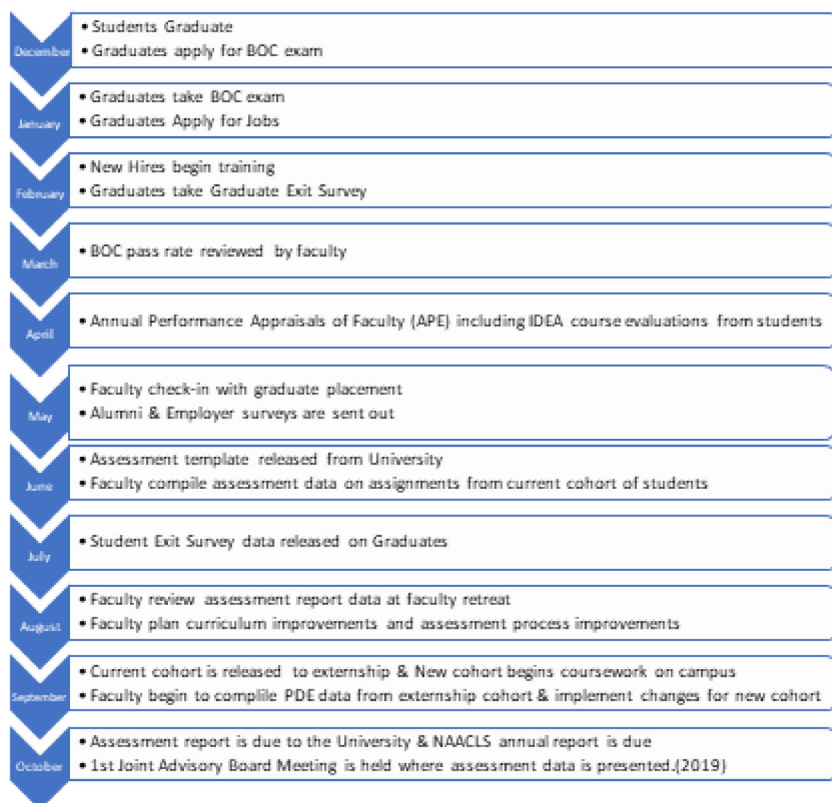 December
• Students Graduate
• Graduates apply for BOC exam
January
• Graduates take BOC exam
• Graduates Apply for Jobs
February
• New Hires begin training
• Graduates take Graduate Exit Survey
March
• BOC pass rate reviewed by faculty
April
• Annual Performance Appraisals of Faculty (APE) including IDEA course evaluations from students
May
• Faculty check-in with graduate placement
• Alumni & Employer surveys are sent out
June
• Assessment template released from University
• Faculty compile assessment data on assignments from current cohort of students
July
• Student Exit Survey data released on Graduates
August
• Faculty review assessment report data at faculty retreat
• Faculty plan curriculum improvements and assessment process improvements
September
• Current cohort is released to externship & New cohort begins coursework on campus
• Faculty begin to complile PDE data from externship cohort & implement changes for new cohort
October
• Assessment report is due to the University & NAACLS annual report is due
• 1st Joint Advisory Board Meeting is held where assessment data is presented.(2019)